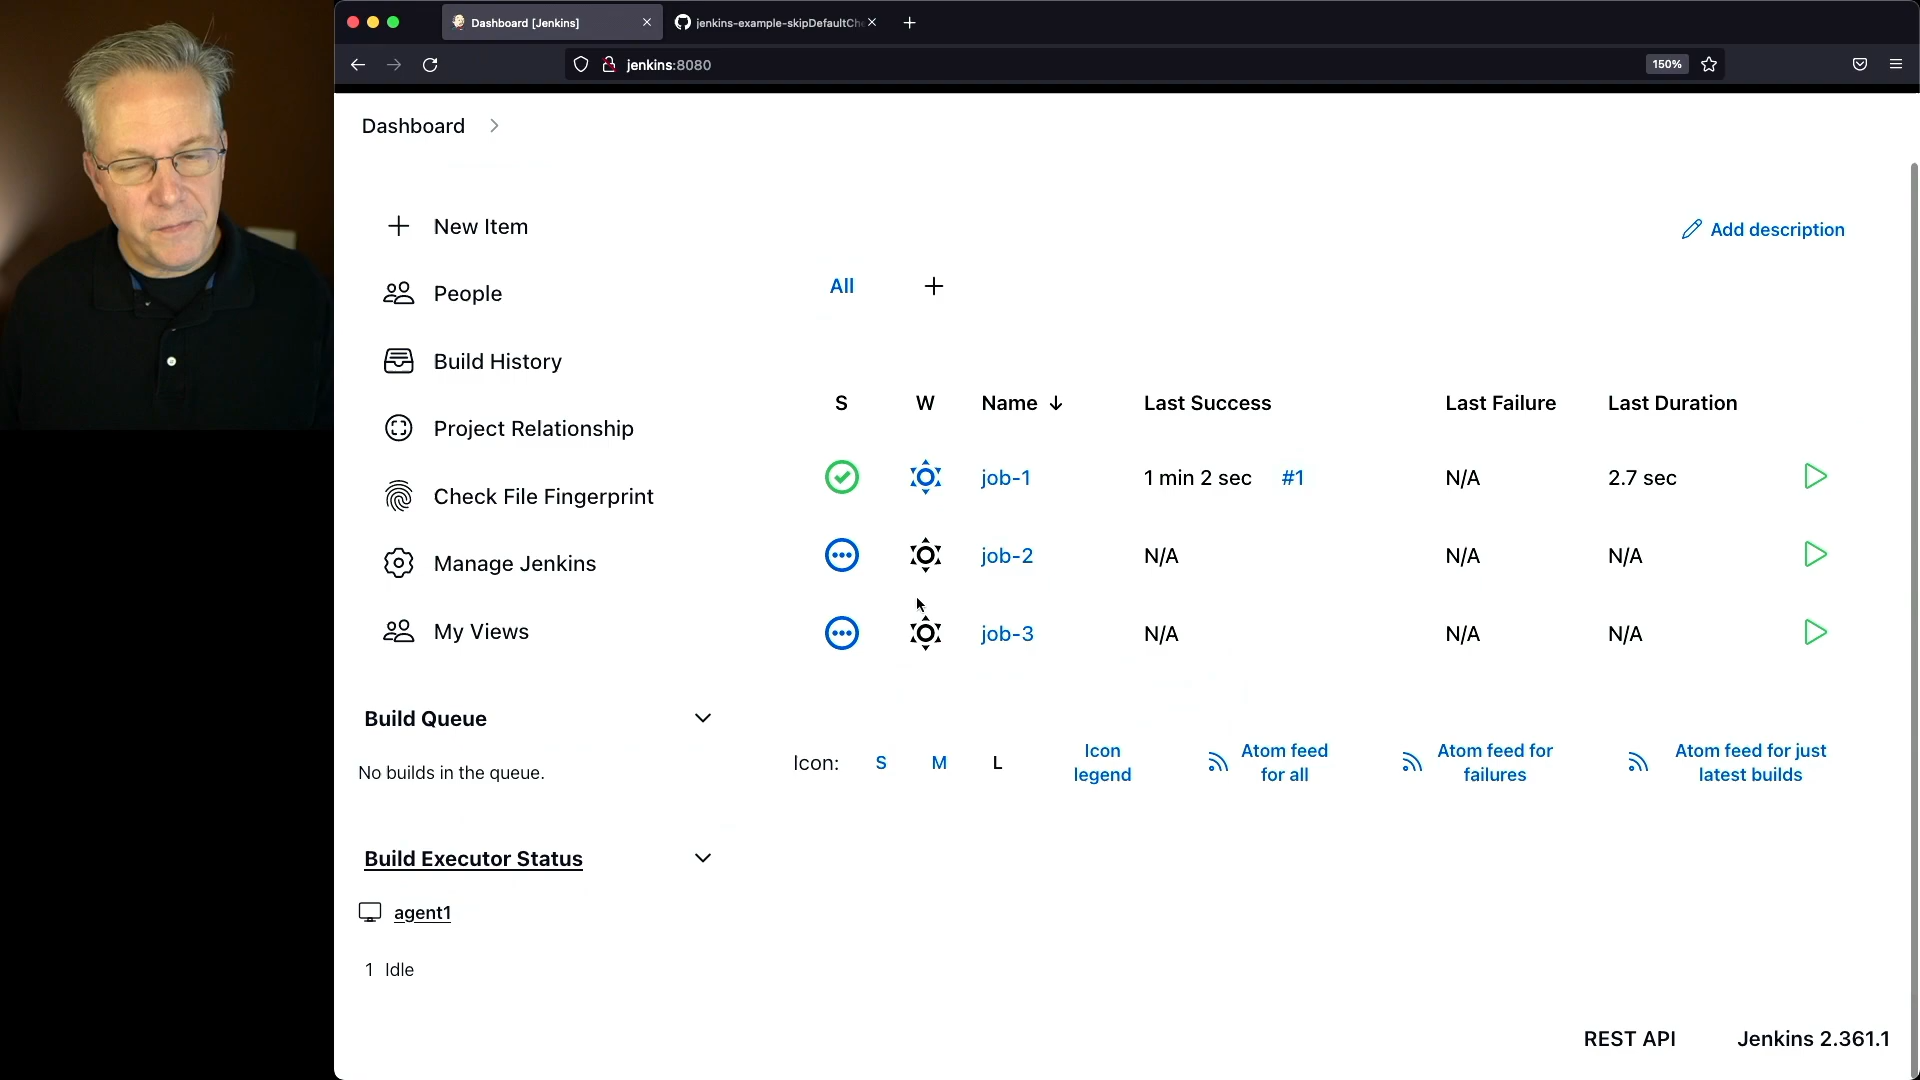 Dashboard [Jenkins]
jenkins-example-skipDefaultChe
jenkins:8080
150%
Dashboard
New Item
People
Build History
Project Relationship
Check File Fingerprint
Manage Jenkins
My Views
Build Queue
No builds in the queue.
Build Executor Status
agent1
1 Idle
Add description
All
S W Name ↓ Last Success Last Failure Last Duration
job-1 1 min 2 sec #1 N/A 2.7 sec
job-2 N/A N/A N/A
job-3 N/A N/A N/A
Icon: S M L
Icon
legend
Atom feed
for all
Atom feed for
failures
Atom feed for just
latest builds
REST API Jenkins 2.361.1